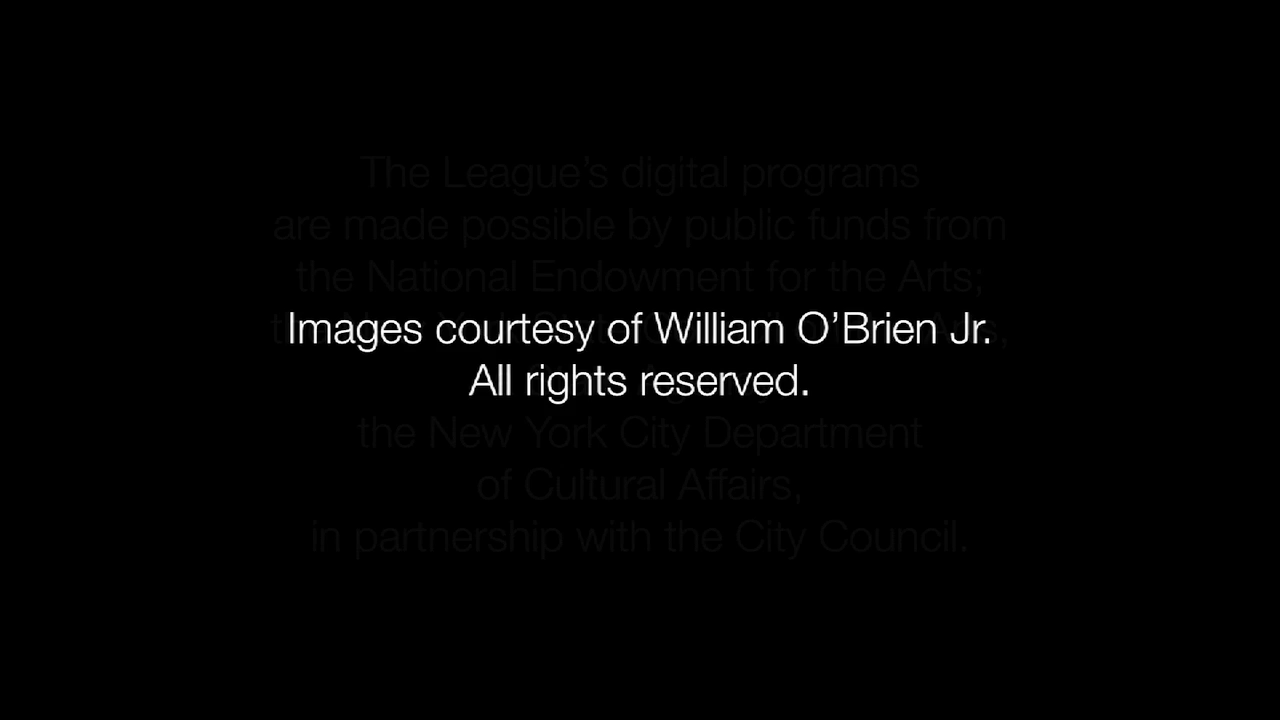 The League's digital programs
are made possible by public funds from
the National Endowment for the Arts;
Images courtesy of William O'Brien Jr.
All rights reserved.
the New York City Department
of Cultural Affairs,
in partnership with the City Council.